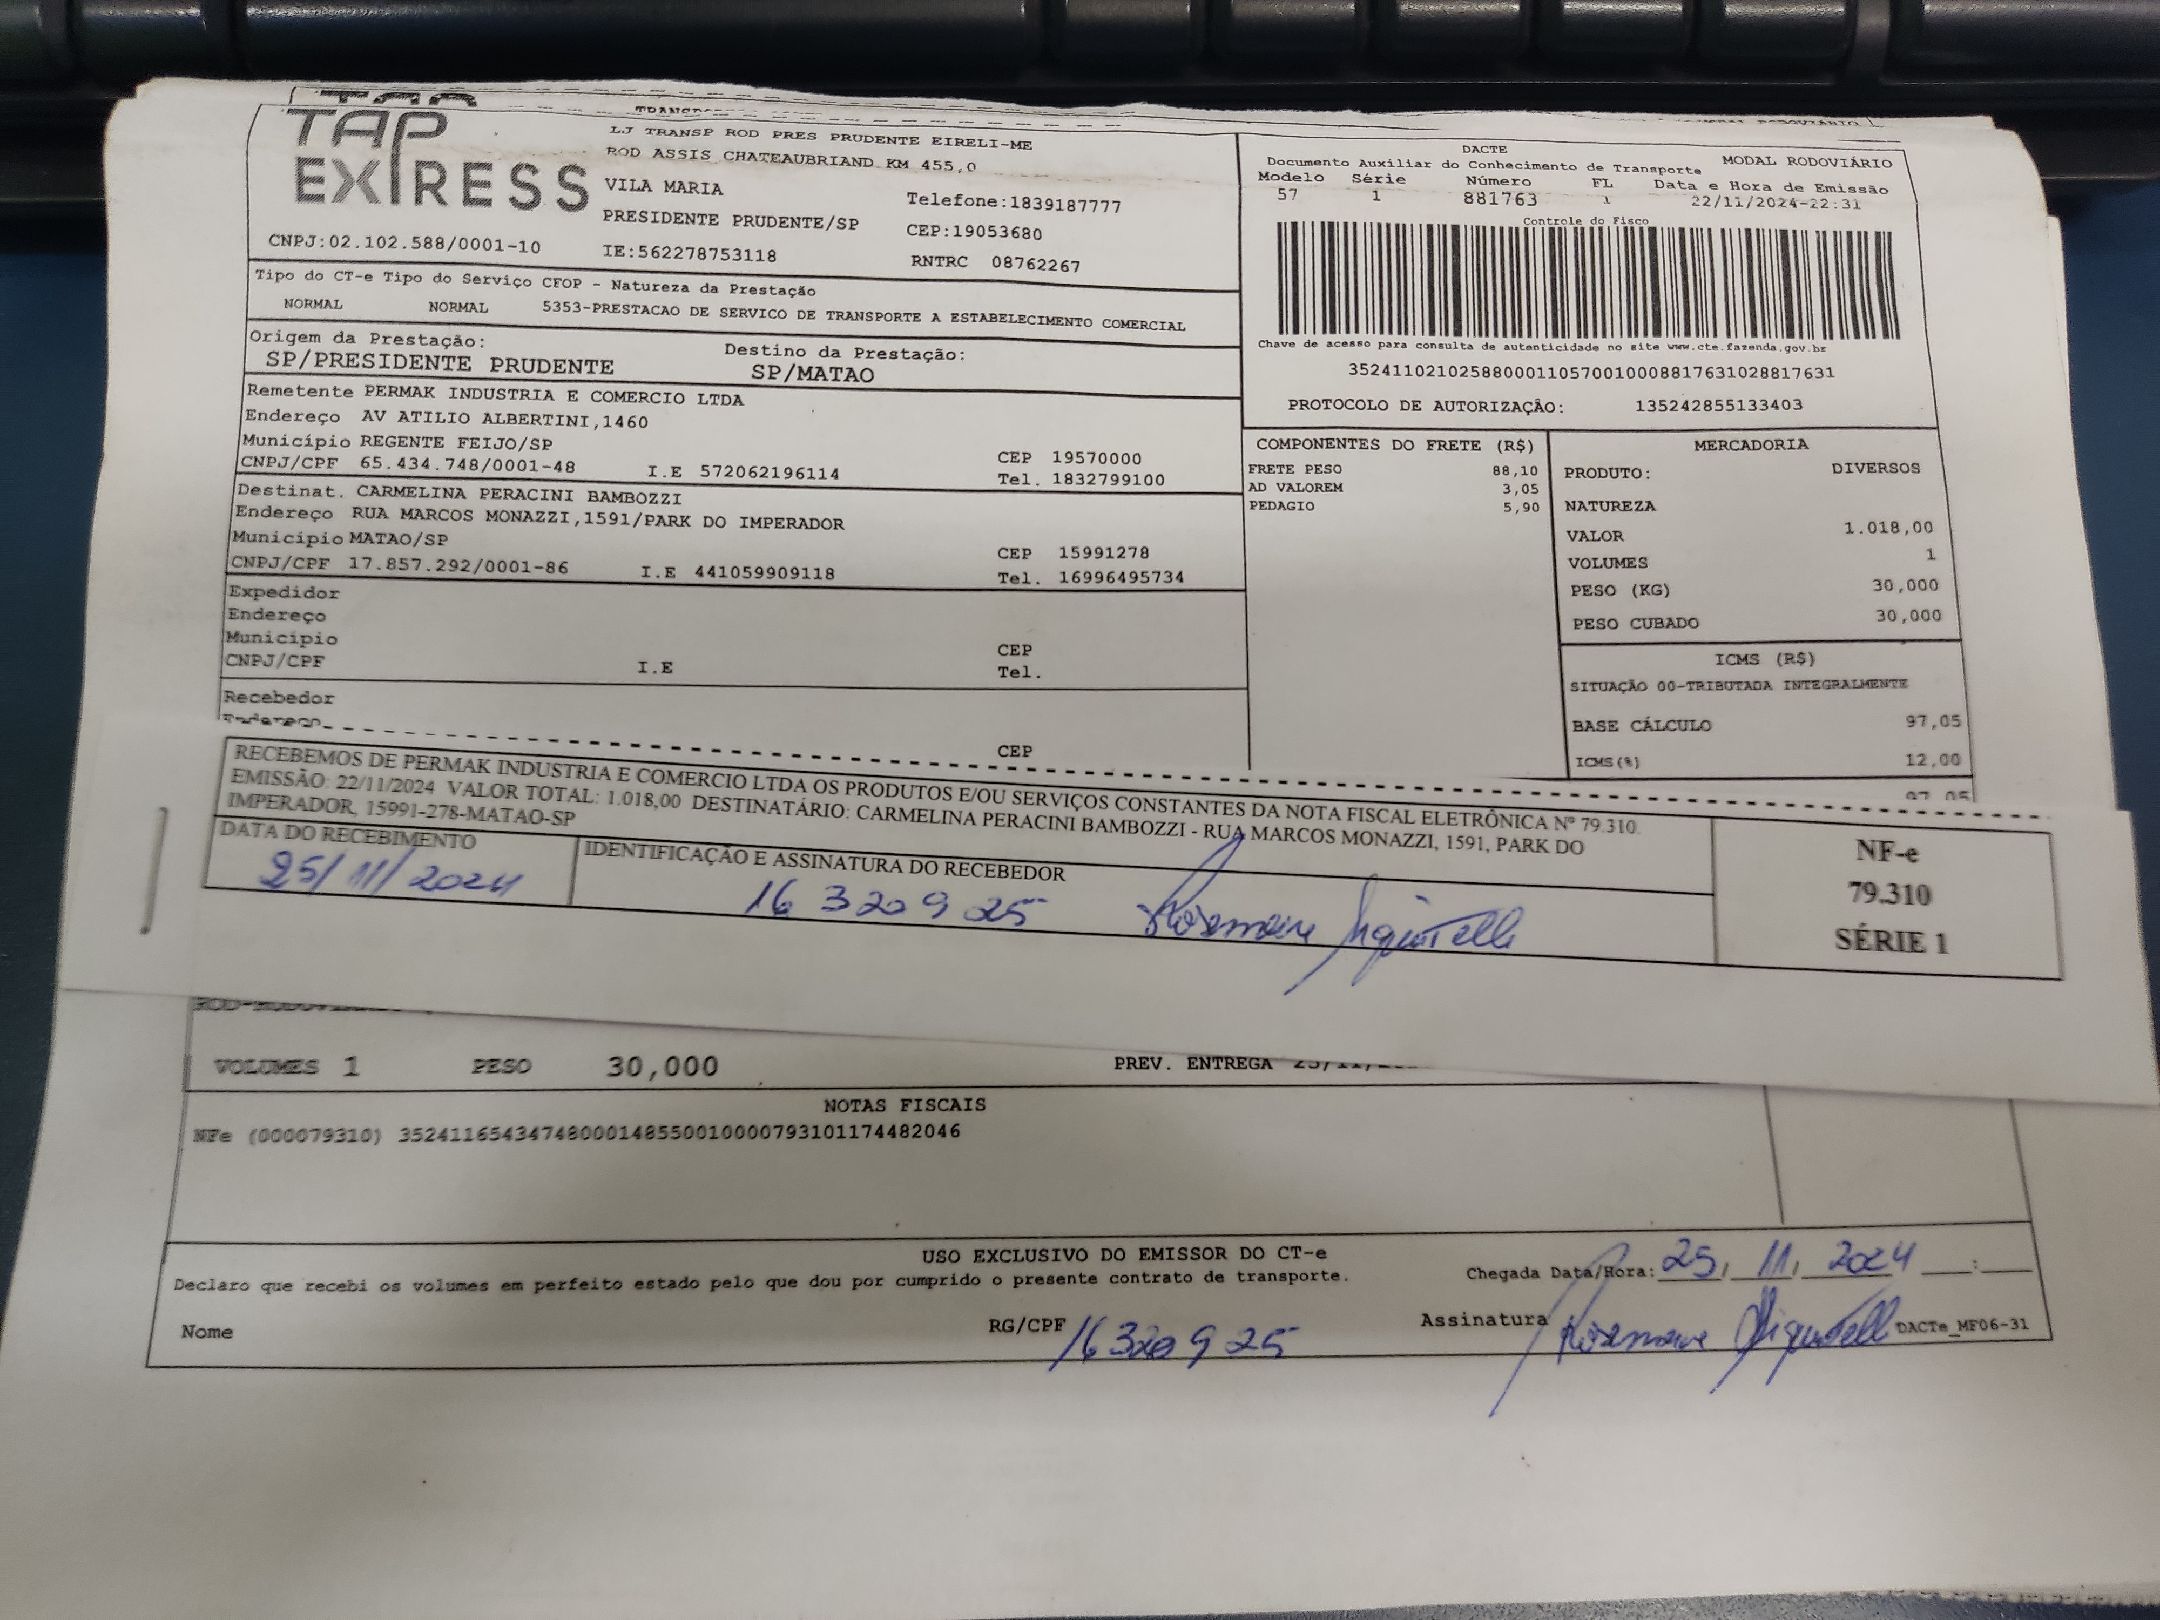 TAP
EXPRESS
LJ TRANSP ROD PRES PRUDENTE EIRELI-ME
ROD ASSIS CHATEAUBRIAND KM 455,0
VILA MARIA Telefone:1839187777
PRESIDENTE PRUDENTE/SP CEP:19053680
CNPJ:02.102.588/0001-10 IE:562278753118 RNTRC 08762267
DACTE
Documento Auxiliar do Conhecimento de Transporte MODAL RODOVIÁRIO
Modelo Série Número FL Data e Hora de Emissão
57 1 881763 1 22/11/2024-22:31
Controle do Fisco
Chave de acesso para consulta de autenticidade no site www.cte.fazenda.gov.br
35241102102588000110570010008817631028817631
PROTOCOLO DE AUTORIZAÇÃO: 135242855133403
Tipo do CT-e Tipo do Serviço CFOP - Natureza da Prestação
NORMAL NORMAL 5353-PRESTACAO DE SERVICO DE TRANSPORTE A ESTABELECIMENTO COMERCIAL
Origem da Prestação: Destino da Prestação:
SP/PRESIDENTE PRUDENTE SP/MATAO
Remetente PERMAK INDUSTRIA E COMERCIO LTDA
Endereço AV ATILIO ALBERTINI,1460
Município REGENTE FEIJO/SP CEP 19570000
CNPJ/CPF 65.434.748/0001-48 I.E 572062196114 Tel. 1832799100
Destinat. CARMELINA PERACINI BAMBOZZI
Endereço RUA MARCOS MONAZZI,1591/PARK DO IMPERADOR
Município MATAO/SP CEP 15991278
CNPJ/CPF 17.857.292/0001-86 I.E 441059909118 Tel. 16996495734
Expedidor
Endereço
Município CEP
CNPJ/CPF I.E Tel.
Recebedor
Endereço
CEP
COMPONENTES DO FRETE (R$)
FRETE PESO 88,10
AD VALOREM 3,05
PEDAGIO 5,90
MERCADORIA
PRODUTO: DIVERSOS
NATUREZA
VALOR 1.018,00
VOLUMES 1
PESO (KG) 30,000
PESO CUBADO 30,000
ICMS (R$)
SITUAÇÃO 00-TRIBUTADA INTEGRALMENTE
BASE CÁLCULO 97,05
ICMS(%) 12,00
97,05
RECEBEMOS DE PERMAK INDUSTRIA E COMERCIO LTDA OS PRODUTOS E/OU SERVIÇOS CONSTANTES DA NOTA FISCAL ELETRÔNICA Nº 79.310.
EMISSÃO: 22/11/2024 VALOR TOTAL: 1.018,00 DESTINATÁRIO: CARMELINA PERACINI BAMBOZZI - RUA MARCOS MONAZZI, 1591, PARK DO
IMPERADOR, 15991-278-MATAO-SP
DATA DO RECEBIMENTO IDENTIFICAÇÃO E ASSINATURA DO RECEBEDOR
25/11/2024 16 320 9 25
NF-e
79.310
SÉRIE 1
VOLUMES 1 PESO 30,000 PREV. ENTREGA
NOTAS FISCAIS
NFe (000079310) 35241165434748000148550010000793101174482046
USO EXCLUSIVO DO EMISSOR DO CT-e
Declaro que recebi os volumes em perfeito estado pelo que dou por cumprido o presente contrato de transporte. Chegada Data/Hora: 25, 11, 2024 :
Nome RG/CPF 16 320 9 25 Assinatura DACTe_MF06-31